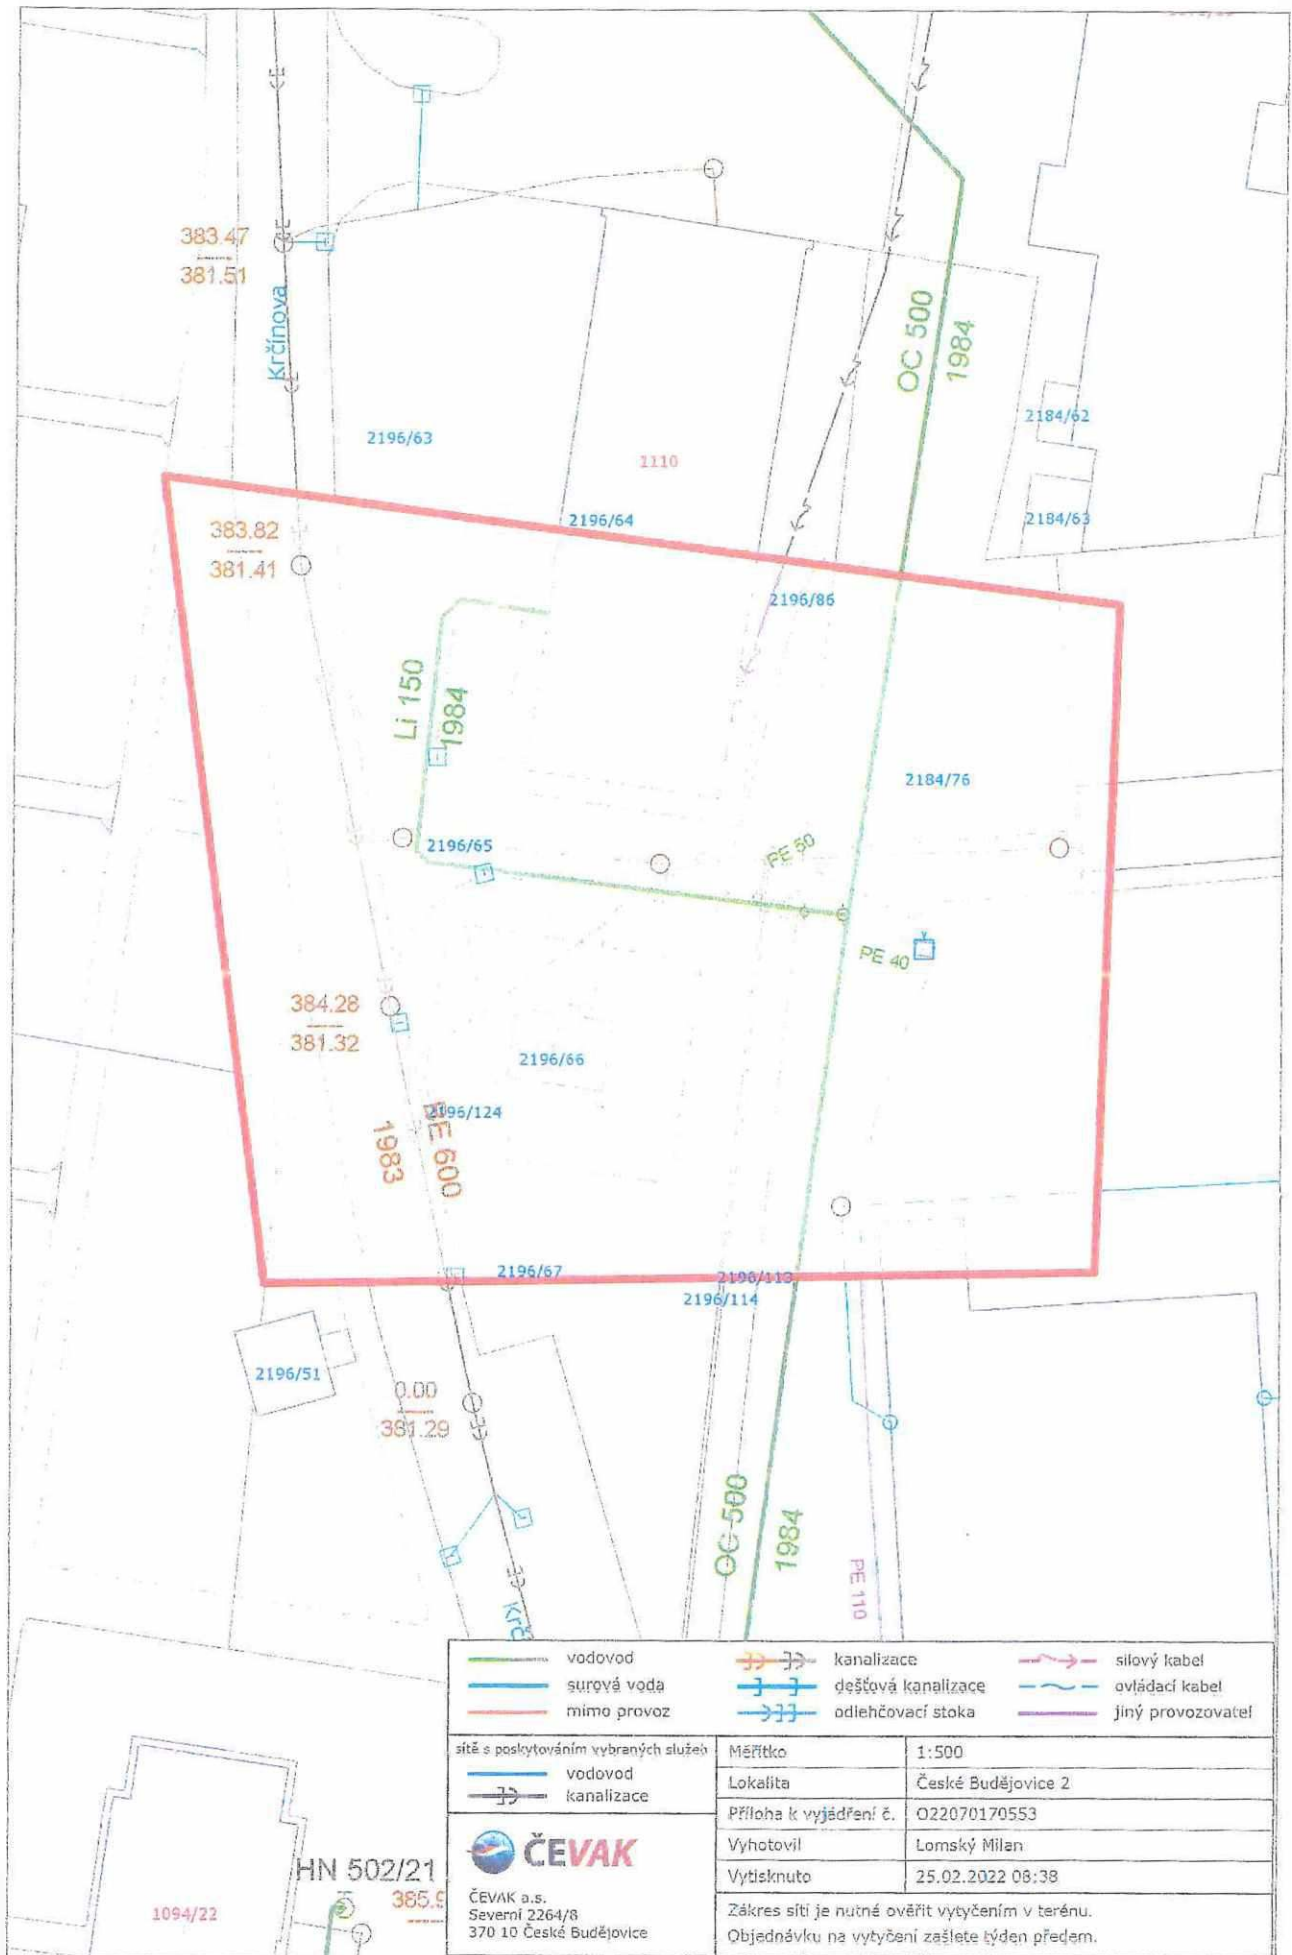 383.47
381.51
Krčínova
OC 500
1984
2184/62
2196/63
1110
2184/63
2196/64
383.82
381.41
2196/86
Li 150
1984
2184/76
2196/65
PE 50
PE 40
384.28
381.32
2196/66
2196/124
BE 600
1983
2196/67
2196/113
2196/114
2196/51
0.00
381.29
OC 500
1984
PE 110
Krč
vodovod
surová voda
mimo provoz
kanalizace
dešťová kanalizace
odlehčovací stoka
silový kabel
ovládací kabel
jiný provozovatel
sítě s poskytováním vybraných služeb
vodovod
kanalizace
Měřítko 1:500
Lokalita České Budějovice 2
Příloha k vyjádření č. O22070170553
Vyhotovil Lomský Milan
Vytisknuto 25.02.2022 08:38
ČEVAK
ČEVAK a.s.
Severní 2264/8
370 10 České Budějovice
Zákres sítí je nutné ověřit vytyčením v terénu.
Objednávku na vytyčení zašlete týden předem.
HN 502/21
385.9
1094/22